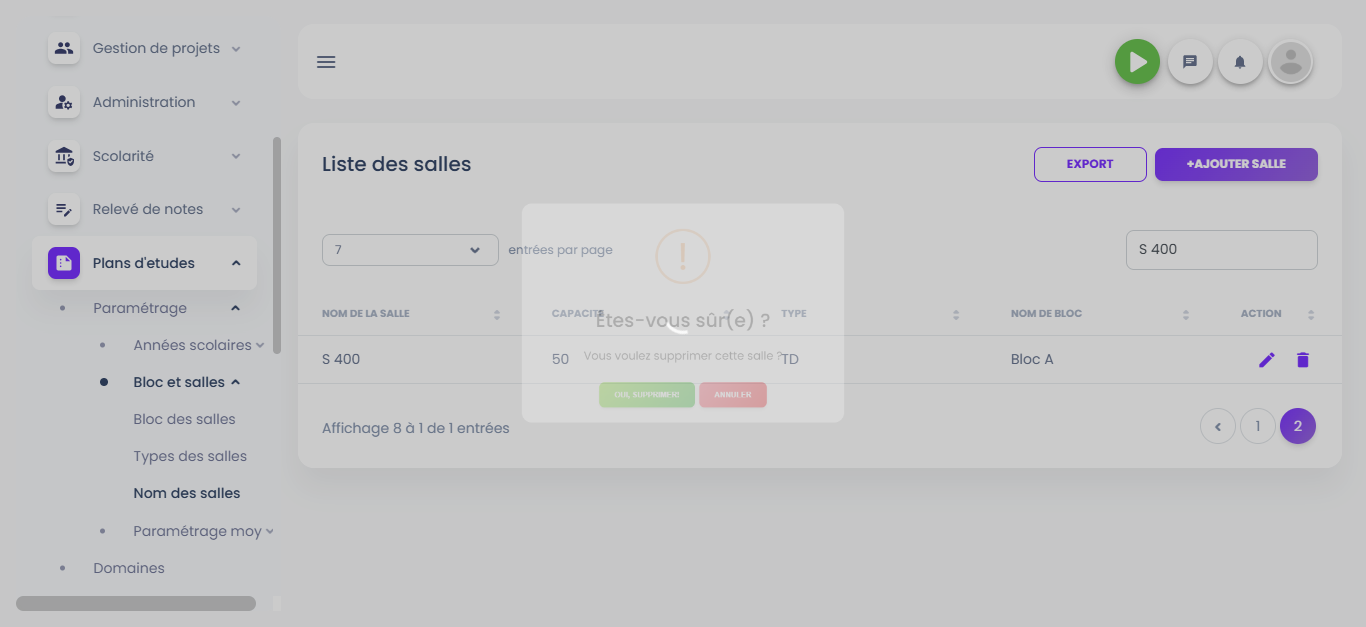 Gestion de projets
Administration
Scolarité
Relevé de notes
Plans d'etudes
Paramétrage
Années scolaires
Bloc et salles
Bloc des salles
Types des salles
Nom des salles
Paramétrage moy
Domaines
Liste des salles
EXPORT
+AJOUTER SALLE
7
entrées par page
S 400
NOM DE LA SALLE
CAPACITÉ
TYPE
NOM DE BLOC
ACTION
S 400
50
TD
Bloc A
Affichage 8 à 1 de 1 entrées
1
2
!
Êtes-vous sûr(e) ?
Vous voulez supprimer cette salle ?
OUI, SUPPRIMER!
ANNULER